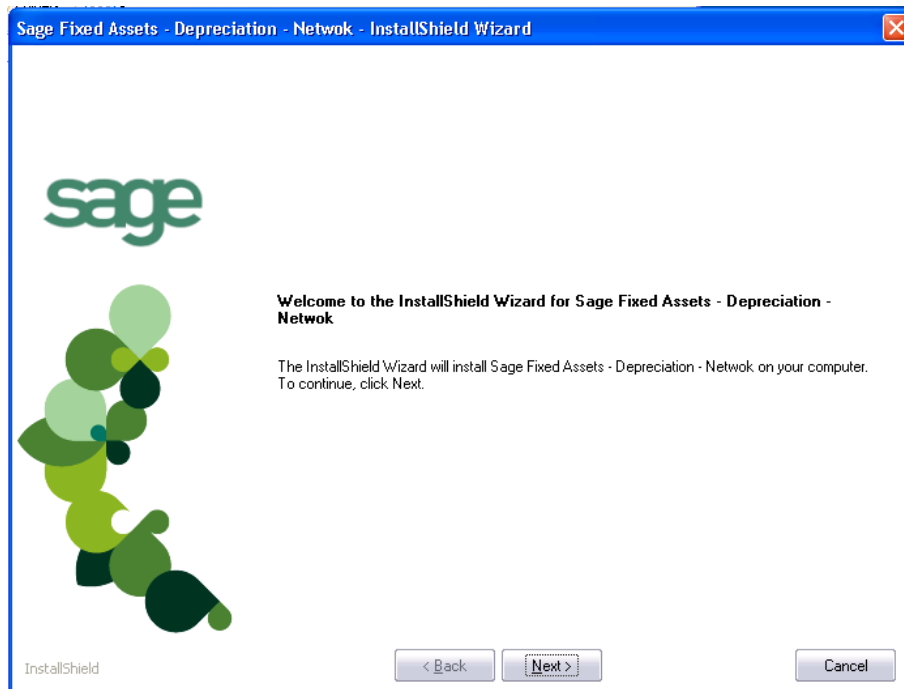 Sage Fixed Assets - Depreciation - Netwok - InstallShield Wizard
sage
Welcome to the InstallShield Wizard for Sage Fixed Assets - Depreciation -
Netwok
The InstallShield Wizard will install Sage Fixed Assets - Depreciation - Netwok on your computer.
To continue, click Next.
InstallShield
< Back
Next >
Cancel